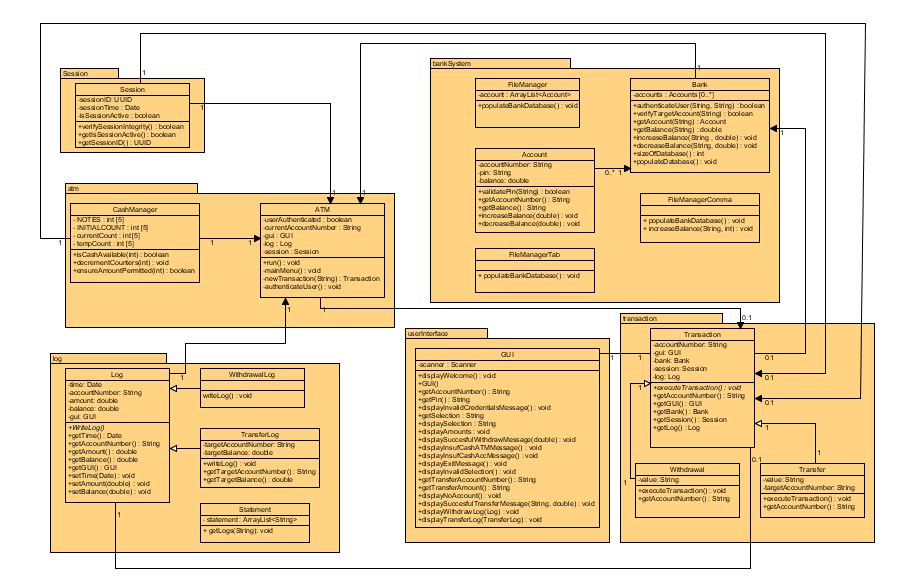 Session
Session
-sessionID: UUID
-sessionTime : Date
-isSessionActive : boolean
+verifySessionIntegrity() : boolean
+getIsSessionActive() : boolean
+getSessionID() : UUID
1
1
bankSystem
FileManager
-account : ArrayList<Account>
+populateBankDatabase() : void
1
Bank
-accounts : Accounts [0..*]
+authenticateUser(String, String) : boolean
+verifyTargetAccount(String) : boolean
+getAccount(String) : Account
+getBalance(String) : double
+increaseBalance(String , double) : void
+decreaseBalance(String, double) : void
+sizeOfDatabase() : int
+populateDatabase() : void
1
Account
-accountNumber: String
-pin: String
-balance: double
+validatePin(String) : boolean
+getAccountNumber() : String
+getBalance() : String
+increaseBalance(double) : void
+decreaseBalance(double) : void
0..*
1
FileManagerComma
+ populateBankDatabase() : void
+ increaseBalance(String, int) : void
FileManagerTab
+ populateBankDatabase() : void
atm
CashManager
- NOTES : int [5]
- INITIALCOUNT : int [5]
- currentCount : int [5]
- tempCount : int [5]
+isCashAvailable(int) : boolean
+decrementCounters(int) : void
+ensureAmountPermitted(int) : boolean
1
1
1
1
1
ATM
-userAuthenticated : boolean
-currentAccountNumber : String
-gui : GUI
-log : Log
-session : Session
+run() : void
-mainMenu() : void
-newTransaction(String) : Transaction
-authenticateUser() : void
1
1
log
Log
-time: Date
-accountNumber: String
-amount: double
-balance: double
-gui: GUI
+WriteLog()
+getTime() : Date
+getAccountNumber() : String
+getAmount() : double
+getBalance() : double
+getGUI() : GUI
+setTime(Date) : void
+setAmount(double) : void
+setBalance(double) : void
1
1
WithdrawalLog
writeLog() : void
TransferLog
-targetAccountNumber: String
-targetBalance: double
+writeLog() : void
+getTargetAccountNumber() : String
+getTargetBalance() : double
Statement
- statement : ArrayList<String>
+ getLogs(String): void
userInterface
GUI
-scanner : Scanner
+displayWelcome() : void
+GUI()
+getAccountNumber() : String
+getPin() : String
+displayInvalidCredentialsMessage() : void
+getSelection : String
+displaySelection : String
+displayAmounts : void
+displaySuccesfulWithdrawMessage(double) : void
+displayInsufCashATMMessage() : void
+displayInsufCashAccMessage() : void
+displayExitMessage() : void
+displayInvalidSelection() : void
+getTransferAccountNumber() : String
+getTransferAmount() : String
+displayNoAccount() : void
+displaySuccesfulTransferMessage(String, double) : void
+displayWithdrawLog(Log) : void
+displayTransferLog(TransferLog) : void
1
1
transaction
0.1
Transaction
-accountNumber: String
-gui: GUI
-bank: Bank
-session: Session
-log: Log
+executeTransaction() : void
+getAccountNumber() : String
+getGUI() : GUI
+getBank() : Bank
+getSession() : Session
+getLog() : Log
0.1
0.1
0.1
1
1
1
0.1
1
Withdrawal
-value: String
+executeTransaction() : void
+getAccountNumber() : String
Transfer
-value: String
-targetAccountNumber: String
+executeTransaction() : void
+getAccountNumber() : String